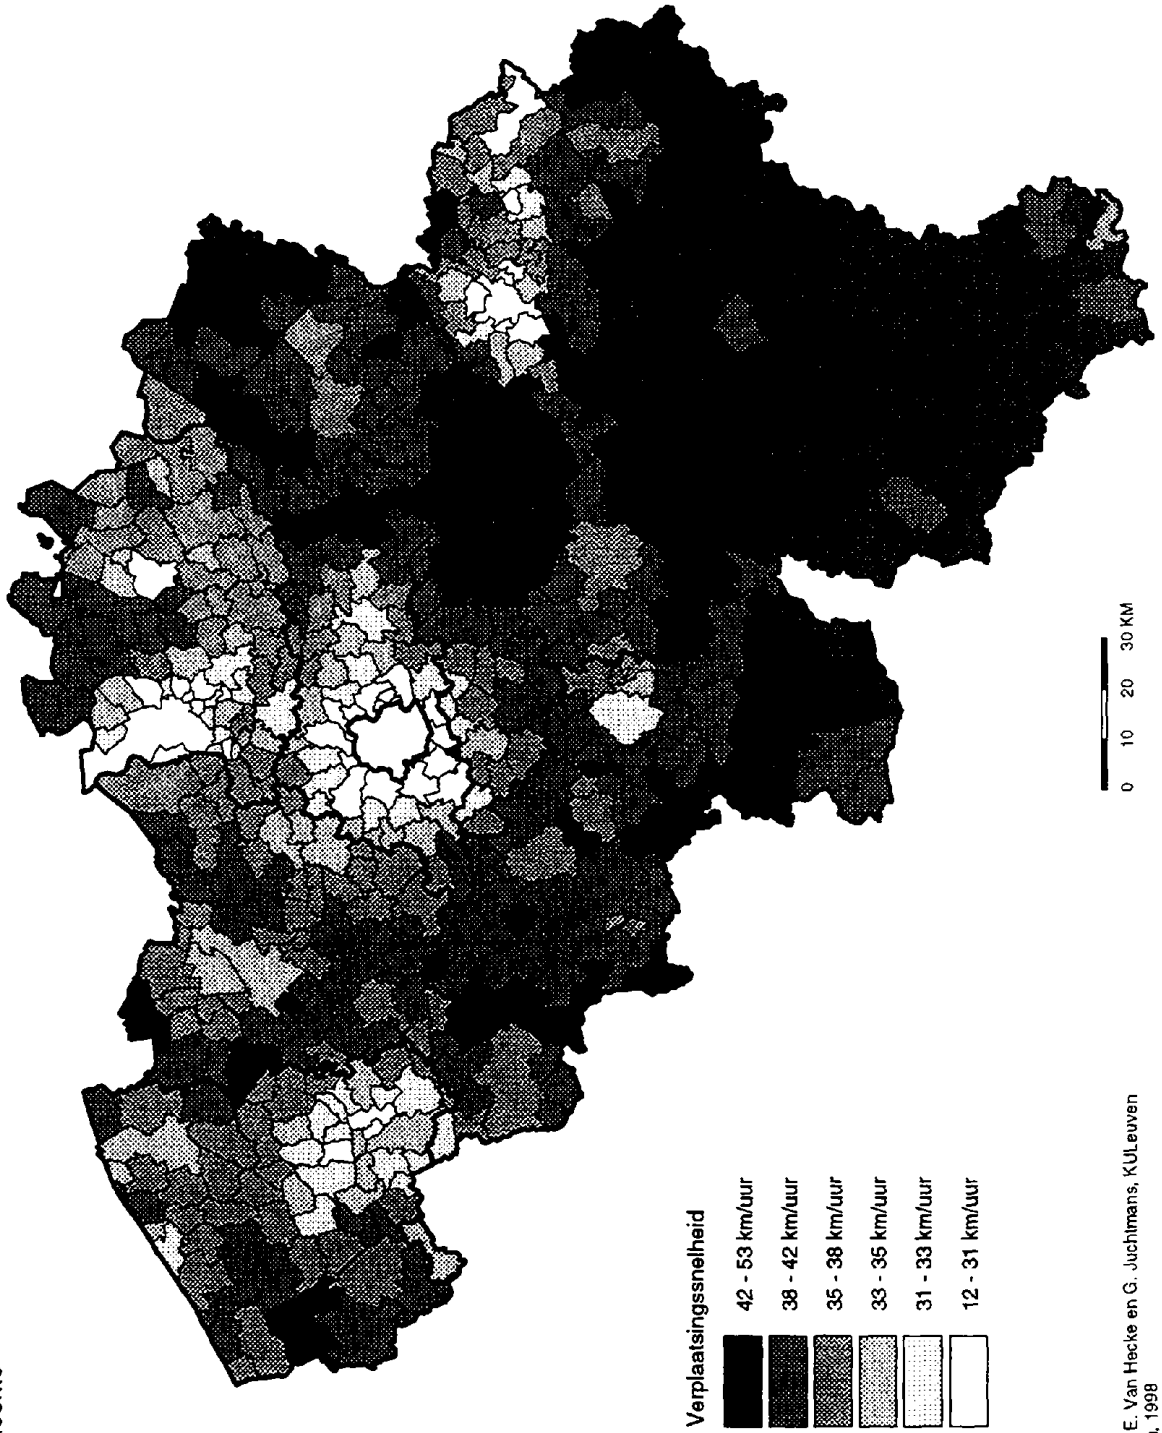 Verplaatsingssnelheid
42 - 53 km/uur
38 - 42 km/uur
35 - 38 km/uur
33 - 35 km/uur
31 - 33 km/uur
12 - 31 km/uur
0 10 20 30 KM
E. Van Hecke en G. Juchtmans, KULeuven
, 1998